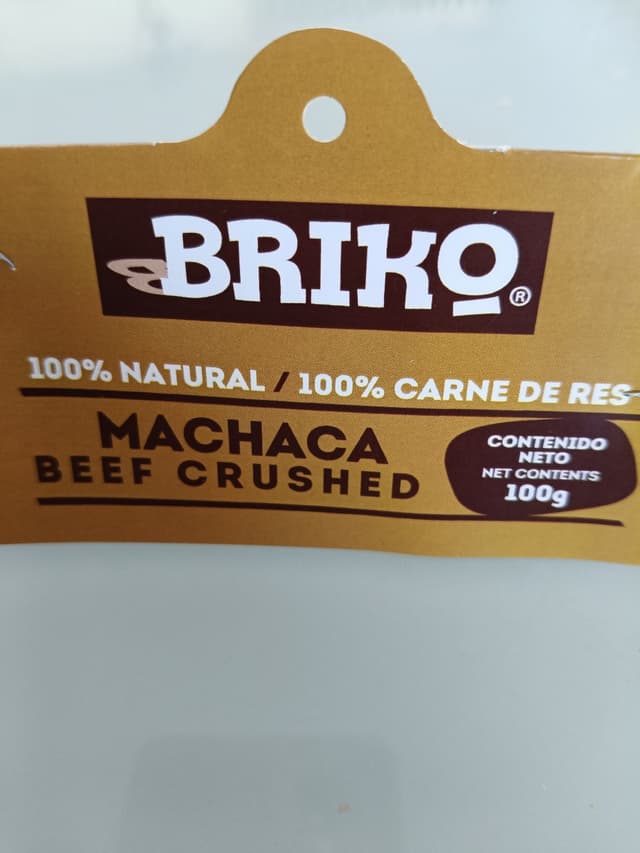 BRIKO®
100% NATURAL / 100% CARNE DE RES
MACHACA
BEEF CRUSHED
CONTENIDO
NETO
NET CONTENTS
100g